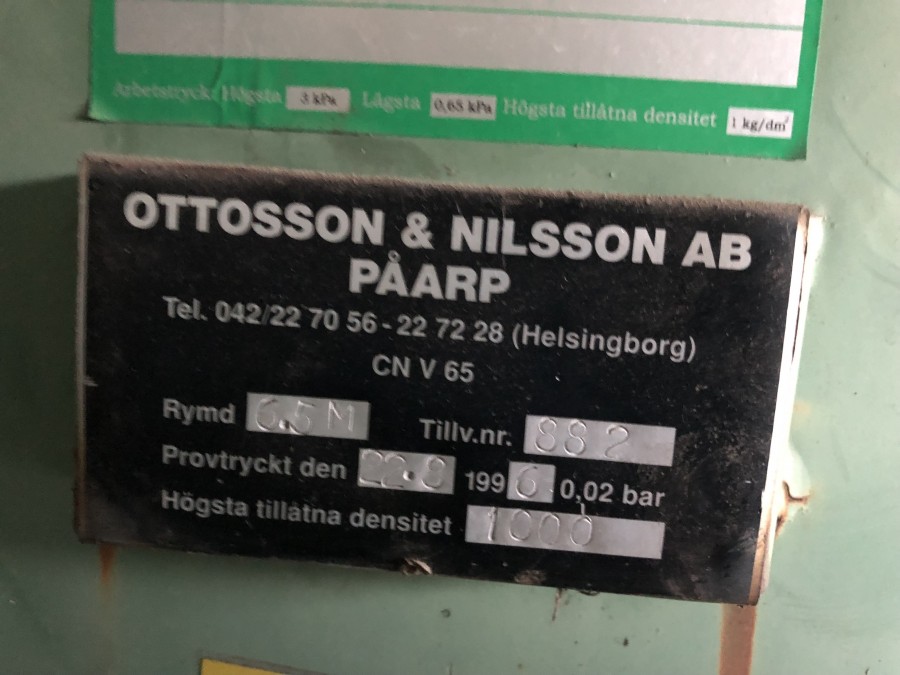 Arbetstryck: Högsta 3 kPa Lägsta 0,65 kPa Högsta tillåtna densitet 1 kg/dm³
OTTOSSON & NILSSON AB
PÅARP
Tel. 042/22 70 56 - 22 72 28 (Helsingborg)
CN V 65
Rymd 6.5 M Tillv.nr. 882
Provtryckt den 22.8 1996 0,02 bar
Högsta tillåtna densitet 1000